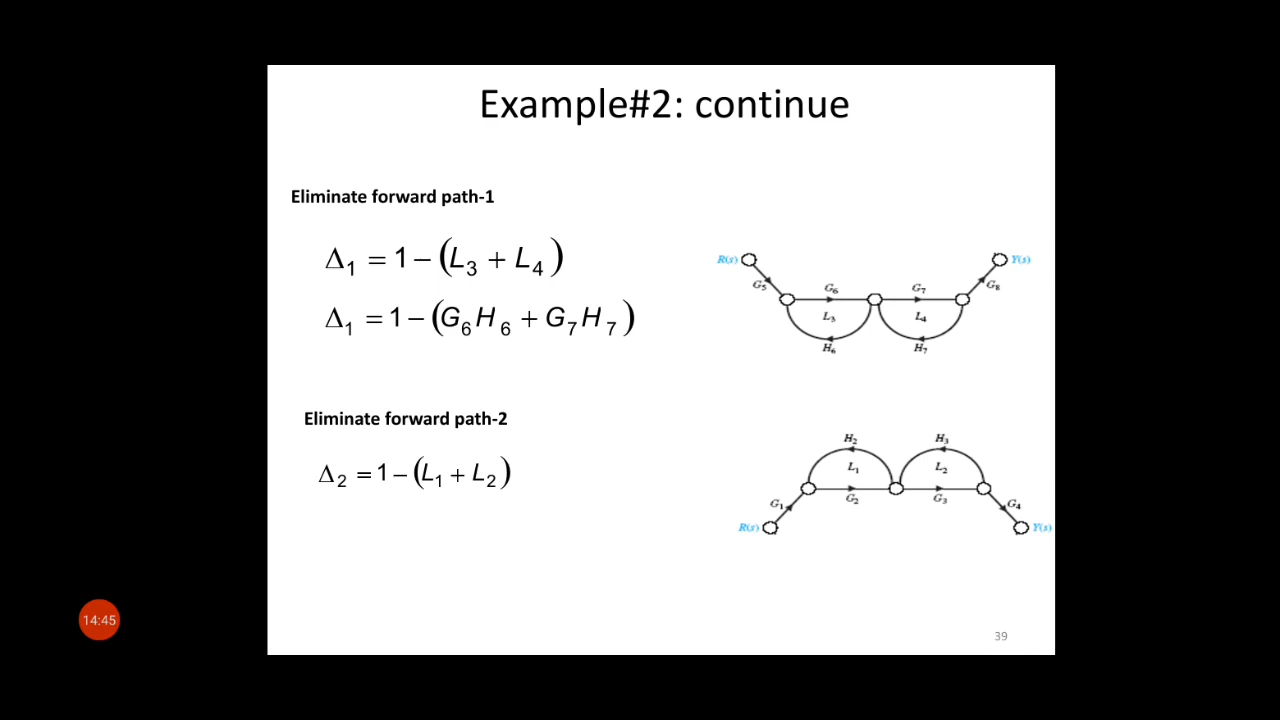 Example#2: continue
Eliminate forward path-1
Δ₁ = 1 − (L₃ + L₄)
Δ₁ = 1 − (G₆H₆ + G₇H₇)
R(s)
Y(s)
G₅
G₆
G₇
G₈
L₃
L₄
H₆
H₇
Eliminate forward path-2
Δ₂ = 1 − (L₁ + L₂)
H₂
H₃
L₁
L₂
G₁
G₂
G₃
G₄
R(s)
Y(s)
14:45
39